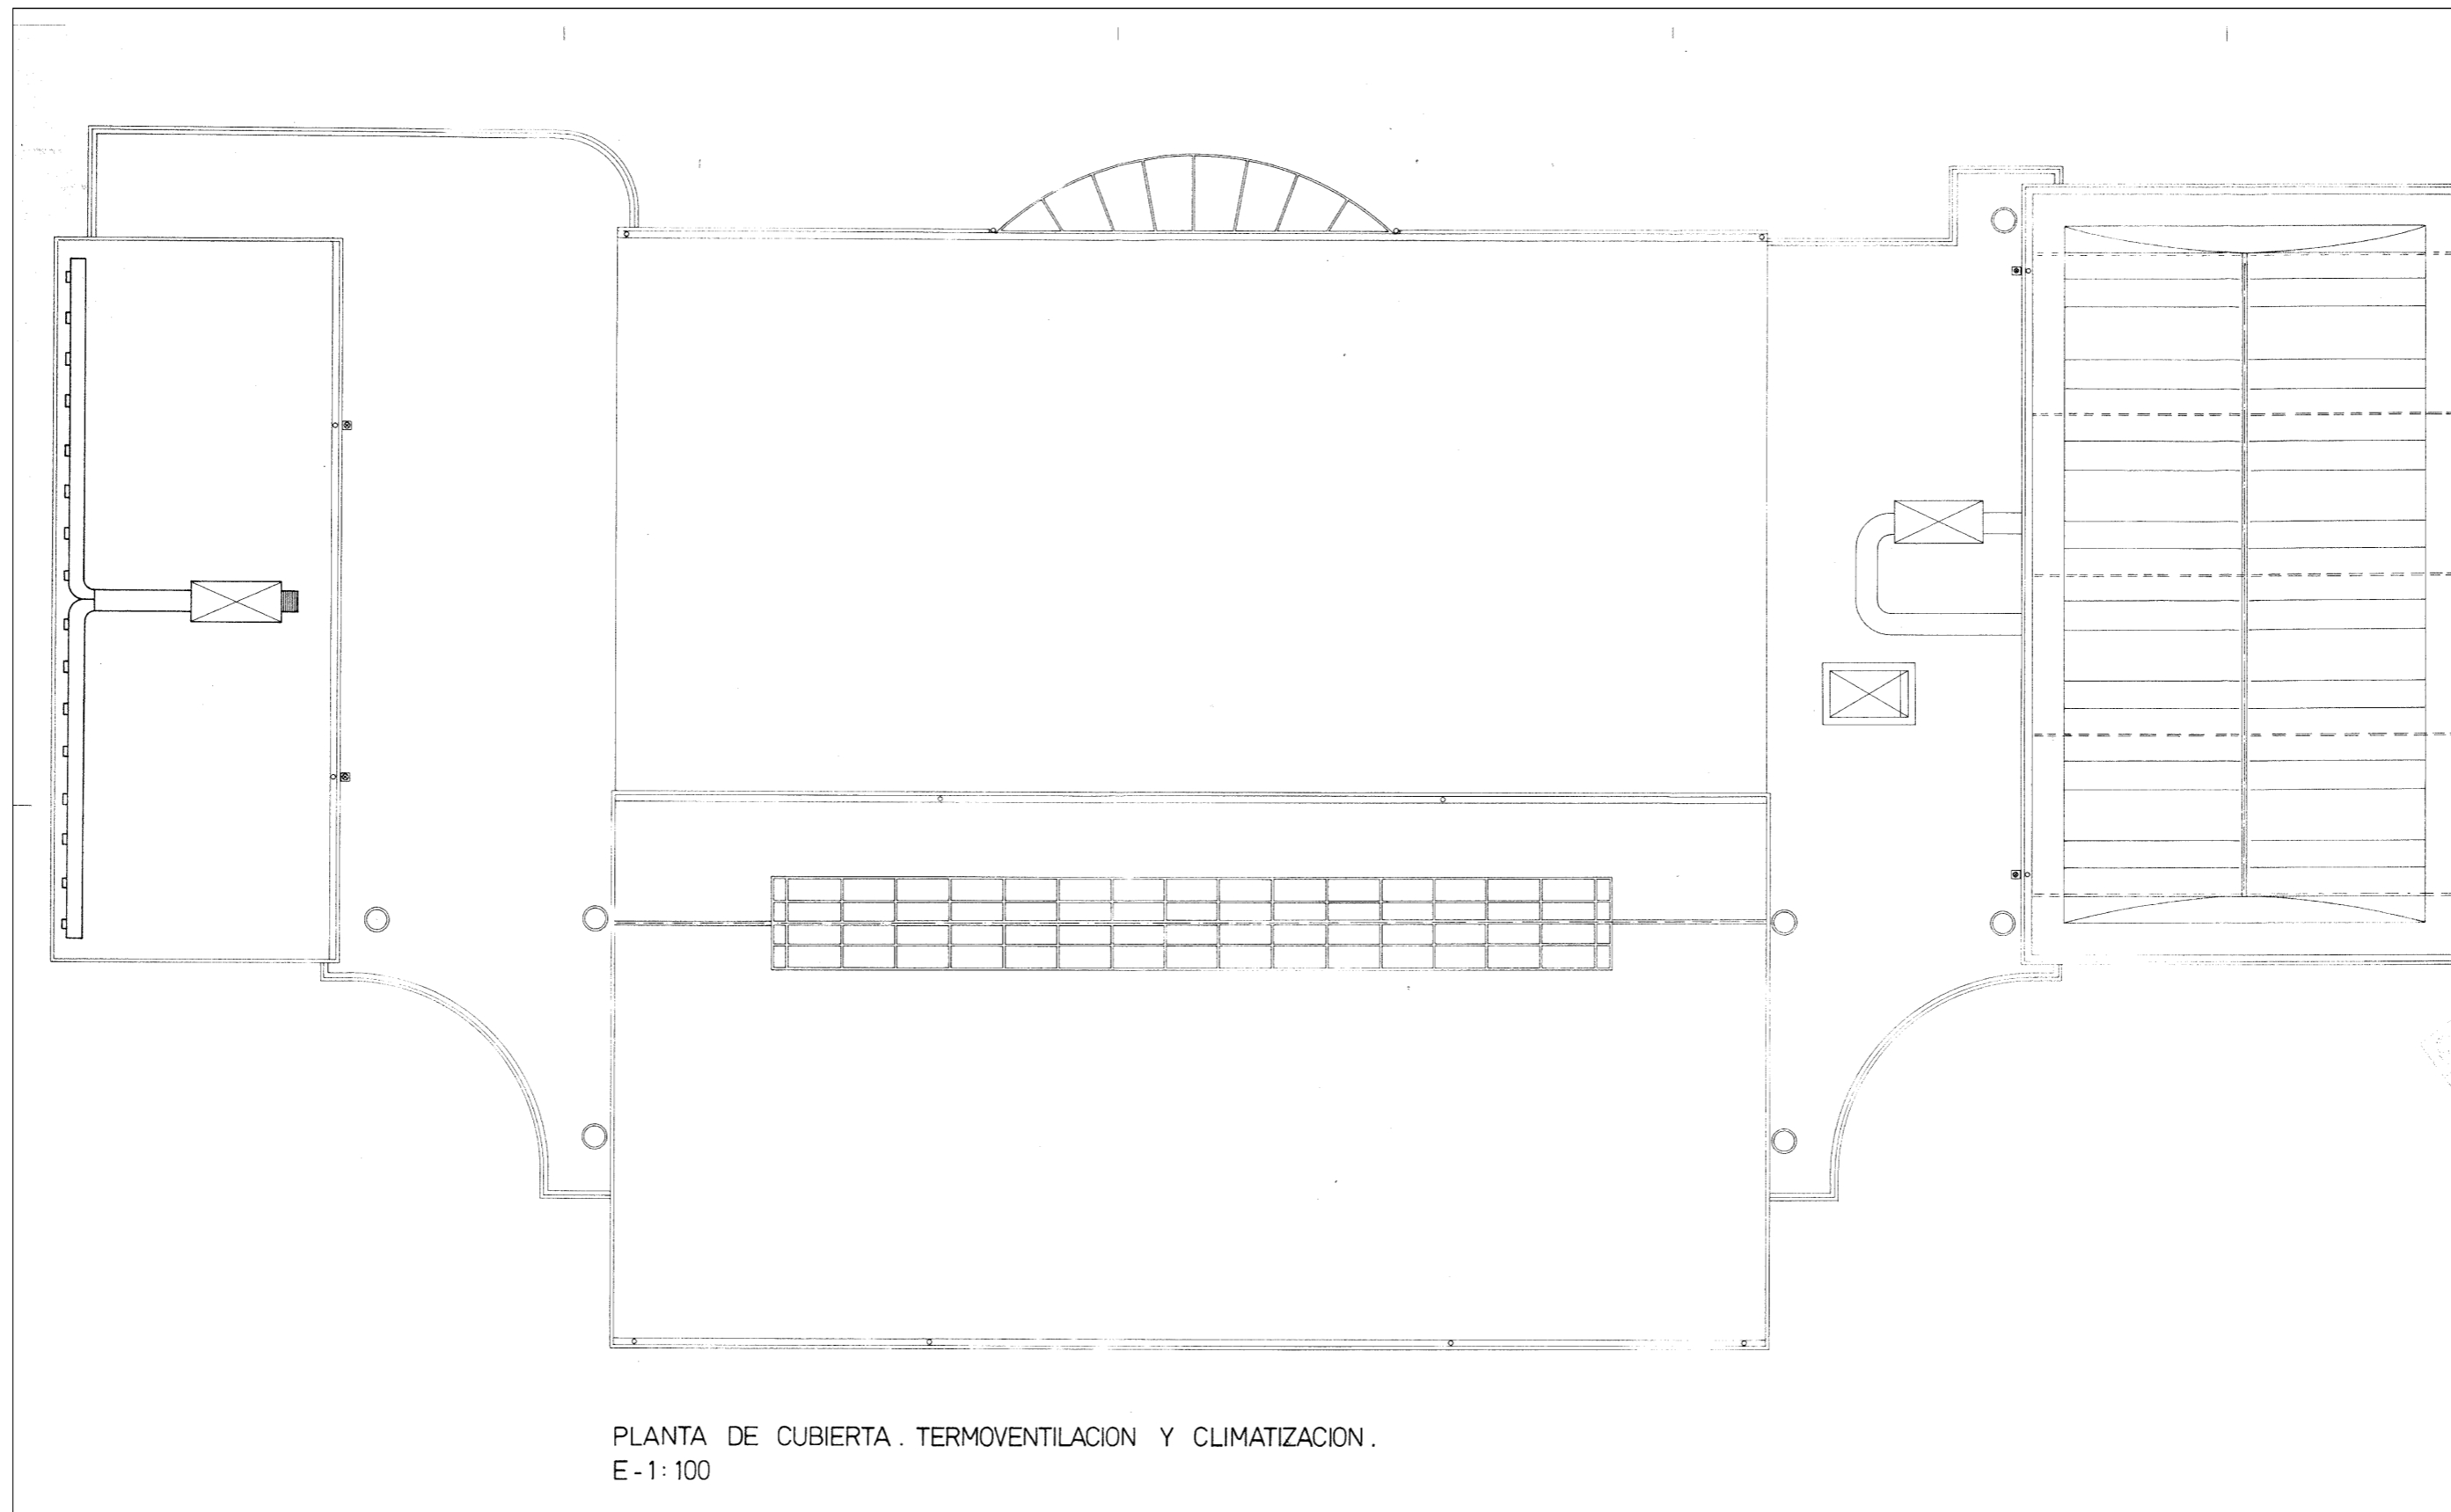 PLANTA DE CUBIERTA. TERMOVENTILACION Y CLIMATIZACION.
E-1:100